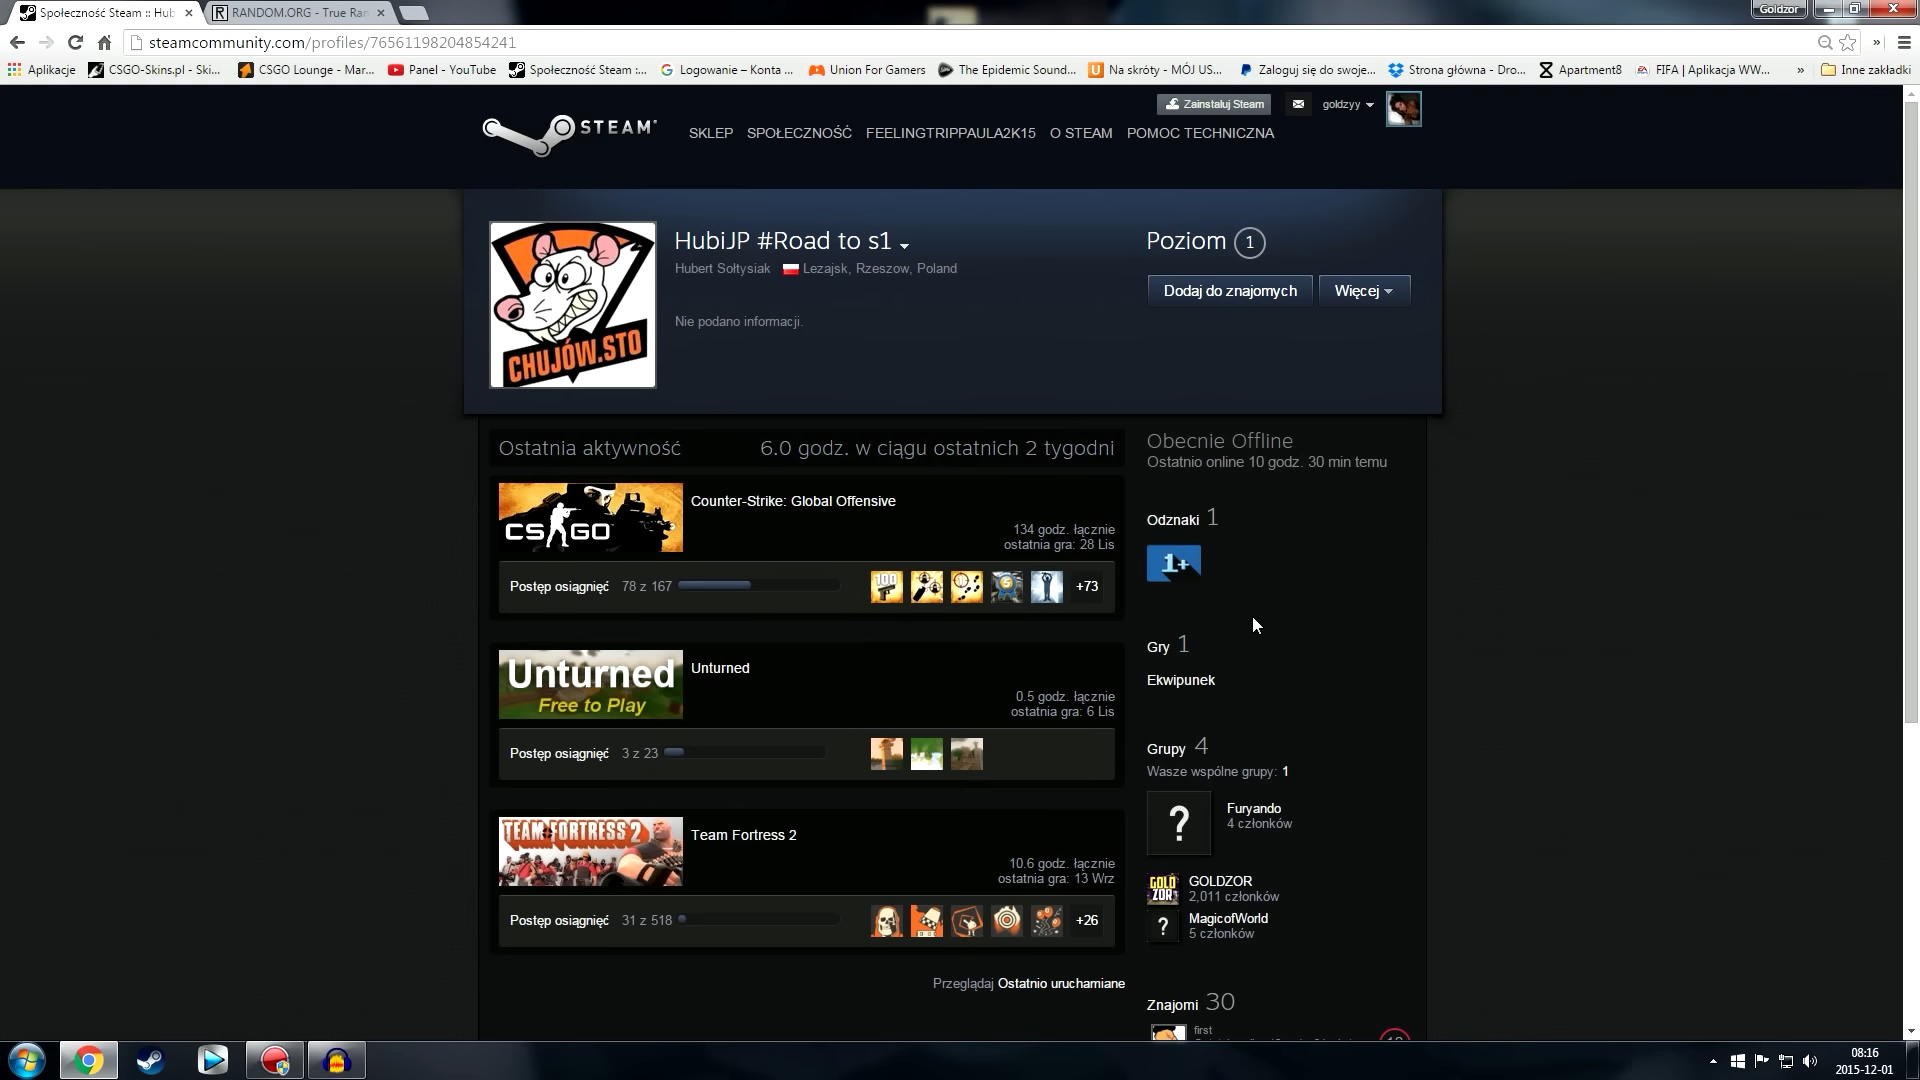 Społeczność Steam :: Hub
RANDOM.ORG - True Ran
Goldzor
steamcommunity.com/profiles/76561198204854241
Aplikacje
CSGO-Skins.pl - Ski...
CSGO Lounge - Mar...
Panel - YouTube
Społeczność Steam :...
Logowanie – Konta ...
Union For Gamers
The Epidemic Sound...
Na skróty - MÓJ US...
Zaloguj się do swoje...
Strona główna - Dro...
Apartment8
FIFA | Aplikacja WW...
»
Inne zakładki
Zainstaluj Steam
goldzyy
STEAM
SKLEP SPOŁECZNOŚĆ FEELINGTRIPPAULA2K15 O STEAM POMOC TECHNICZNA
CHUJÓW.STO
HubiJP #Road to s1
Hubert Sołtysiak Lezajsk, Rzeszow, Poland
Nie podano informacji.
Poziom 1
Dodaj do znajomych
Więcej
Ostatnia aktywność 6.0 godz. w ciągu ostatnich 2 tygodni
CS GO
Counter-Strike: Global Offensive
134 godz. łącznie
ostatnia gra: 28 Lis
Postęp osiągnięć 78 z 167
100
+73
Unturned
Free to Play
Unturned
0.5 godz. łącznie
ostatnia gra: 6 Lis
Postęp osiągnięć 3 z 23
TEAM FORTRESS 2
Team Fortress 2
10.6 godz. łącznie
ostatnia gra: 13 Wrz
Postęp osiągnięć 31 z 518
+26
Przeglądaj Ostatnio uruchamiane
Obecnie Offline
Ostatnio online 10 godz. 30 min temu
Odznaki 1
1+
Gry 1
Ekwipunek
Grupy 4
Wasze wspólne grupy: 1
?
Furyando
4 członków
GOLD
ZOR
GOLDZOR
2,011 członków
?
MagicofWorld
5 członków
Znajomi 30
first
08:16
2015-12-01